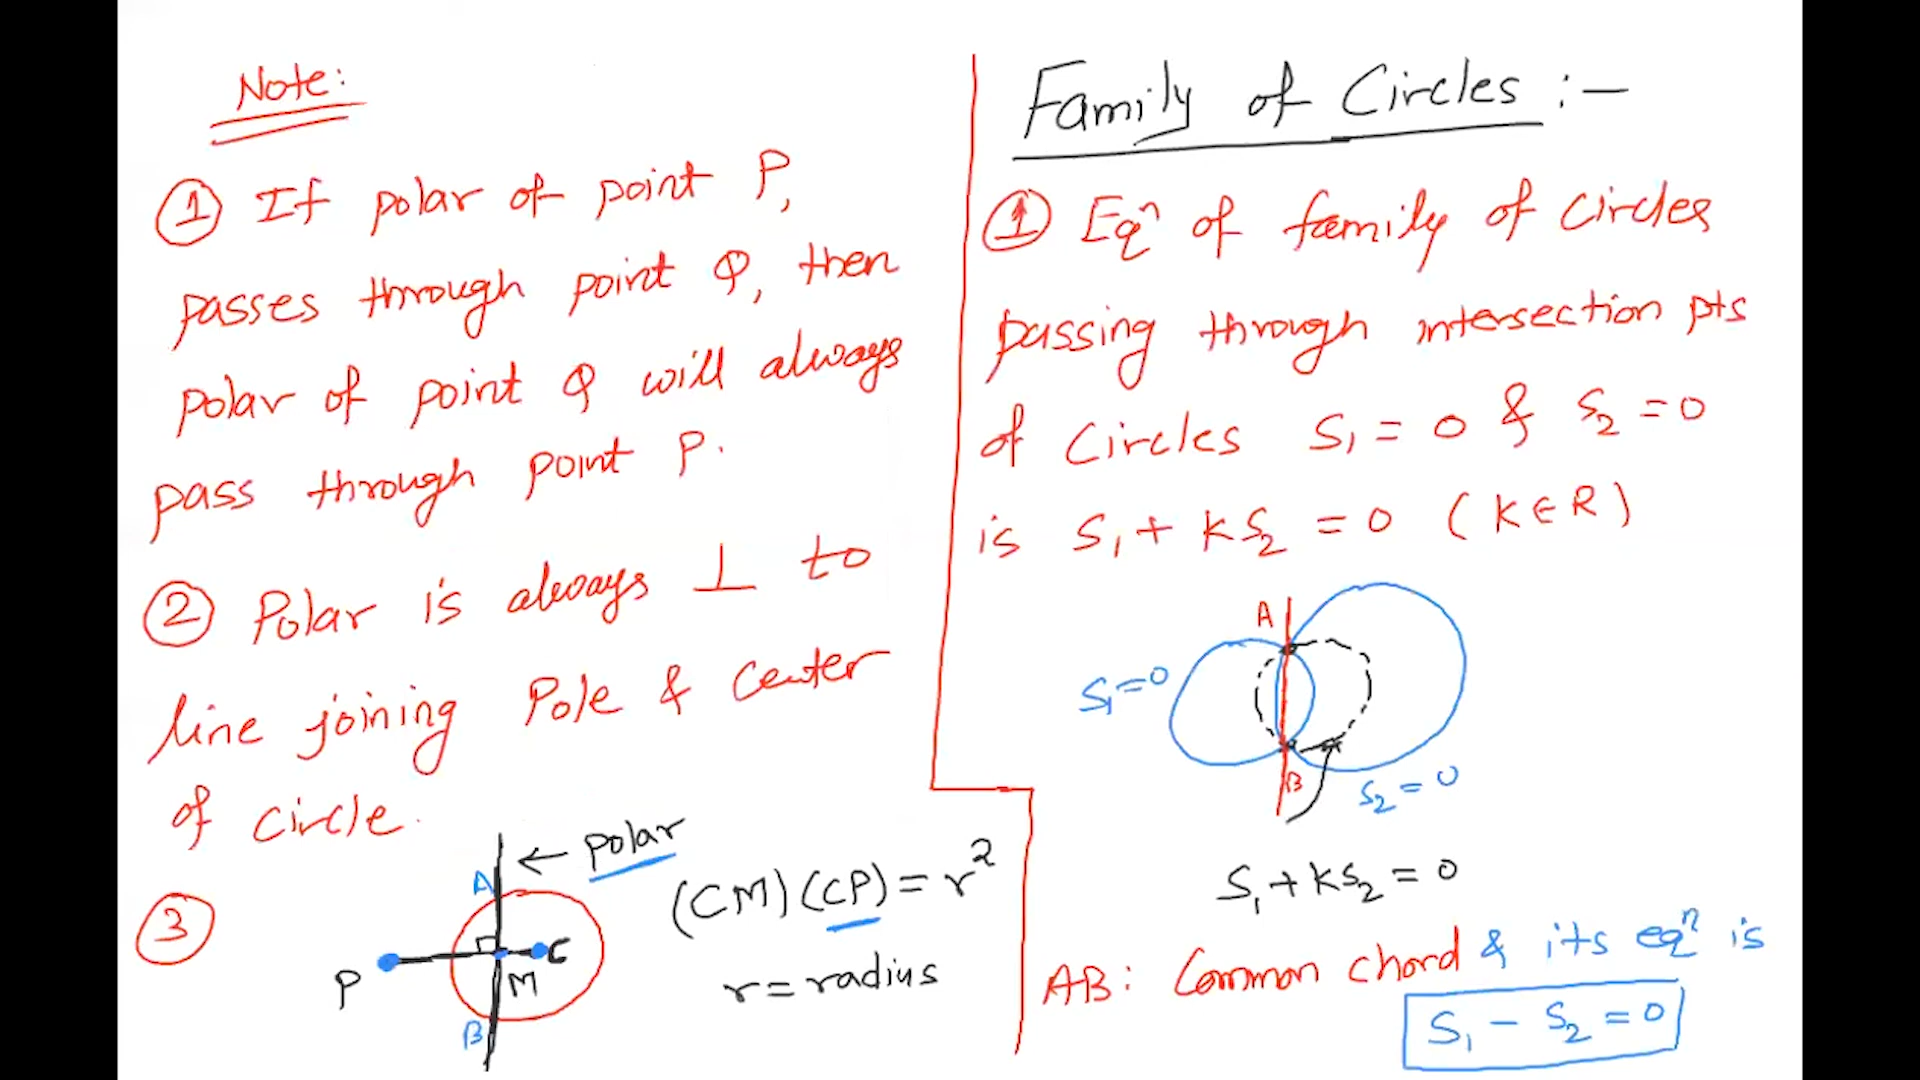 Note:
① If polar of point P,
passes through point Q, then
polar of point Q will always
pass through point P.
② Polar is always ⊥ to
line joining Pole & Center
of circle.
③
← polar
A
P
M
C
B
(CM)(CP) = r²
r = radius
Family of Circles :-
① Eqⁿ of family of circles
passing through intersection pts
of Circles S₁ = 0 & S₂ = 0
is S₁ + KS₂ = 0 (K∈R)
A
S₁=0
B
S₂=0
S₁ + KS₂ = 0
AB: Common chord & its eqⁿ is
S₁ - S₂ = 0